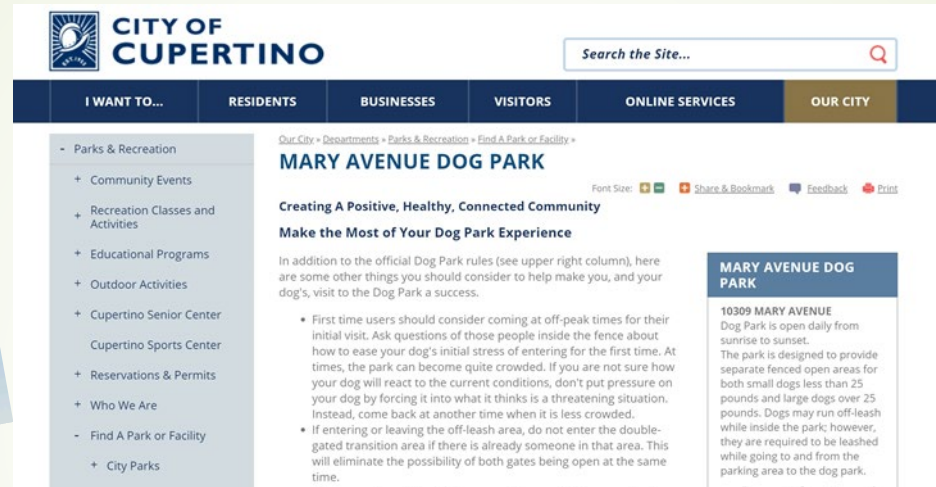 CITY OF
CUPERTINO
EST. 1955
Search the Site...
I WANT TO...
RESIDENTS
BUSINESSES
VISITORS
ONLINE SERVICES
OUR CITY
- Parks & Recreation
+ Community Events
+ Recreation Classes and
Activities
+ Educational Programs
+ Outdoor Activities
+ Cupertino Senior Center
Cupertino Sports Center
+ Reservations & Permits
+ Who We Are
- Find A Park or Facility
+ City Parks
Our City » Departments » Parks & Recreation » Find A Park or Facility »
MARY AVENUE DOG PARK
Font Size: + - Share & Bookmark Feedback Print
Creating A Positive, Healthy, Connected Community
Make the Most of Your Dog Park Experience
In addition to the official Dog Park rules (see upper right column), here
are some other things you should consider to help make you, and your
dog's, visit to the Dog Park a success.
• First time users should consider coming at off-peak times for their
initial visit. Ask questions of those people inside the fence about
how to ease your dog's initial stress of entering for the first time. At
times, the park can become quite crowded. If you are not sure how
your dog will react to the current conditions, don't put pressure on
your dog by forcing it into what it thinks is a threatening situation.
Instead, come back at another time when it is less crowded.
• If entering or leaving the off-leash area, do not enter the double-
gated transition area if there is already someone in that area. This
will eliminate the possibility of both gates being open at the same
time.
MARY AVENUE DOG
PARK
10309 MARY AVENUE
Dog Park is open daily from
sunrise to sunset.
The park is designed to provide
separate fenced open areas for
both small dogs less than 25
pounds and large dogs over 25
pounds. Dogs may run off-leash
while inside the park; however,
they are required to be leashed
while going to and from the
parking area to the dog park.